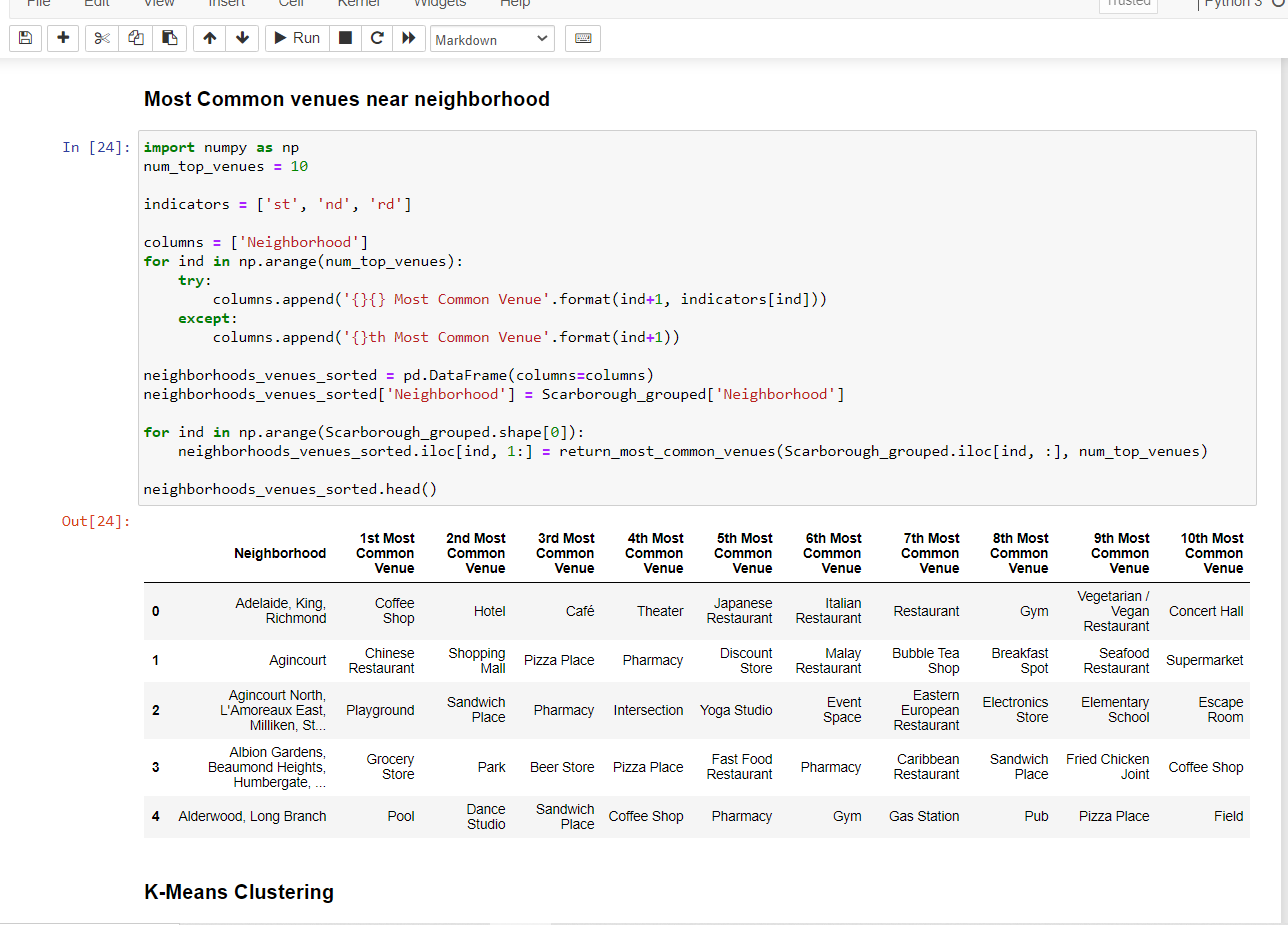 File Edit View Insert Cell Kernel Widgets Help Trusted Python 3
Run Markdown
Most Common venues near neighborhood
In [24]:
import numpy as np
num_top_venues = 10
indicators = ['st', 'nd', 'rd']
columns = ['Neighborhood']
for ind in np.arange(num_top_venues):
    try:
        columns.append('{}{} Most Common Venue'.format(ind+1, indicators[ind]))
    except:
        columns.append('{}th Most Common Venue'.format(ind+1))
neighborhoods_venues_sorted = pd.DataFrame(columns=columns)
neighborhoods_venues_sorted['Neighborhood'] = Scarborough_grouped['Neighborhood']
for ind in np.arange(Scarborough_grouped.shape[0]):
    neighborhoods_venues_sorted.iloc[ind, 1:] = return_most_common_venues(Scarborough_grouped.iloc[ind, :], num_top_venues)
neighborhoods_venues_sorted.head()
Out[24]:
Neighborhood 1st Most Common Venue 2nd Most Common Venue 3rd Most Common Venue 4th Most Common Venue 5th Most Common Venue 6th Most Common Venue 7th Most Common Venue 8th Most Common Venue 9th Most Common Venue 10th Most Common Venue
0 Adelaide, King, Richmond Coffee Shop Hotel Café Theater Japanese Restaurant Italian Restaurant Restaurant Gym Vegetarian / Vegan Restaurant Concert Hall
1 Agincourt Chinese Restaurant Shopping Mall Pizza Place Pharmacy Discount Store Malay Restaurant Bubble Tea Shop Breakfast Spot Seafood Restaurant Supermarket
2 Agincourt North, L'Amoreaux East, Milliken, St... Playground Sandwich Place Pharmacy Intersection Yoga Studio Event Space Eastern European Restaurant Electronics Store Elementary School Escape Room
3 Albion Gardens, Beaumond Heights, Humbergate, ... Grocery Store Park Beer Store Pizza Place Fast Food Restaurant Pharmacy Caribbean Restaurant Sandwich Place Fried Chicken Joint Coffee Shop
4 Alderwood, Long Branch Pool Dance Studio Sandwich Place Coffee Shop Pharmacy Gym Gas Station Pub Pizza Place Field
K-Means Clustering